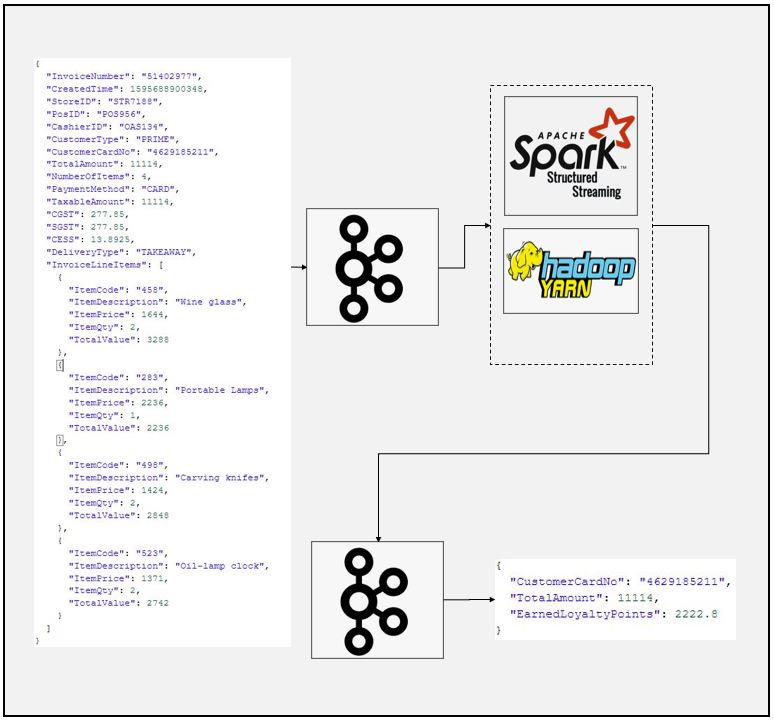 {
"InvoiceNumber": "51402977",
"CreatedTime": 1595688900348,
"StoreID": "STR7188",
"PosID": "POS956",
"CashierID": "OAS134",
"CustomerType": "PRIME",
"CustomerCardNo": "4629185211",
"TotalAmount": 11114,
"NumberOfItems": 4,
"PaymentMethod": "CARD",
"TaxableAmount": 11114,
"CGST": 277.85,
"SGST": 277.85,
"CESS": 13.8925,
"DeliveryType": "TAKEAWAY",
"InvoiceLineItems": [
{
"ItemCode": "458",
"ItemDescription": "Wine glass",
"ItemPrice": 1644,
"ItemQty": 2,
"TotalValue": 3288
},
{
"ItemCode": "283",
"ItemDescription": "Portable Lamps",
"ItemPrice": 2236,
"ItemQty": 1,
"TotalValue": 2236
},
{
"ItemCode": "498",
"ItemDescription": "Carving knifes",
"ItemPrice": 1424,
"ItemQty": 2,
"TotalValue": 2848
},
{
"ItemCode": "523",
"ItemDescription": "Oil-lamp clock",
"ItemPrice": 1371,
"ItemQty": 2,
"TotalValue": 2742
}
]
}
APACHE
Spark™
Structured
Streaming
hadoop
YARN
{
"CustomerCardNo": "4629185211",
"TotalAmount": 11114,
"EarnedLoyaltyPoints": 2222.8
}